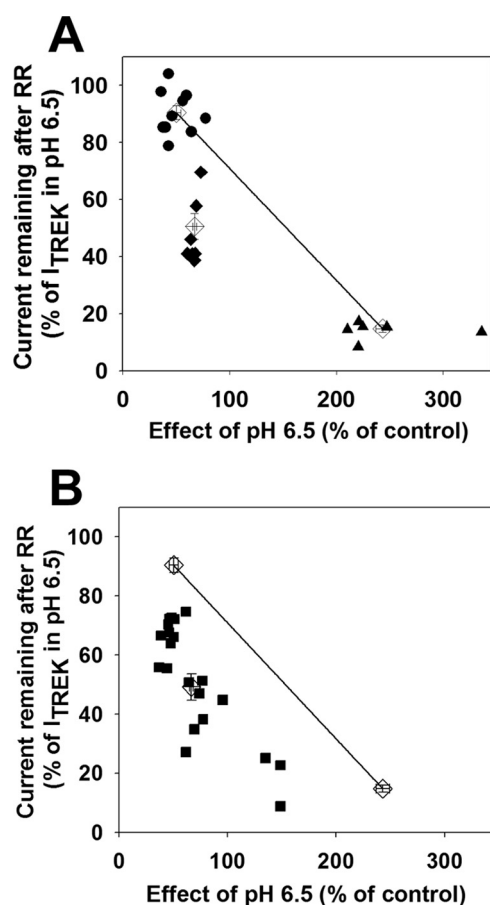 A
Current remaining after RR
(% of ITREK in pH 6.5)
100
80
60
40
20
0
0 100 200 300
Effect of pH 6.5 (% of control)
B
Current remaining after RR
(% of ITREK in pH 6.5)
100
80
60
40
20
0
0 100 200 300
Effect of pH 6.5 (% of control)